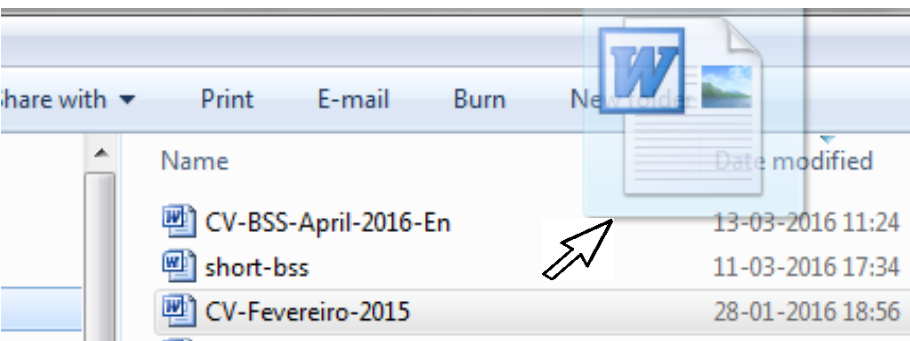 Share with Print E-mail Burn New folder
Name Date modified
CV-BSS-April-2016-En 13-03-2016 11:24
short-bss 11-03-2016 17:34
CV-Fevereiro-2015 28-01-2016 18:56